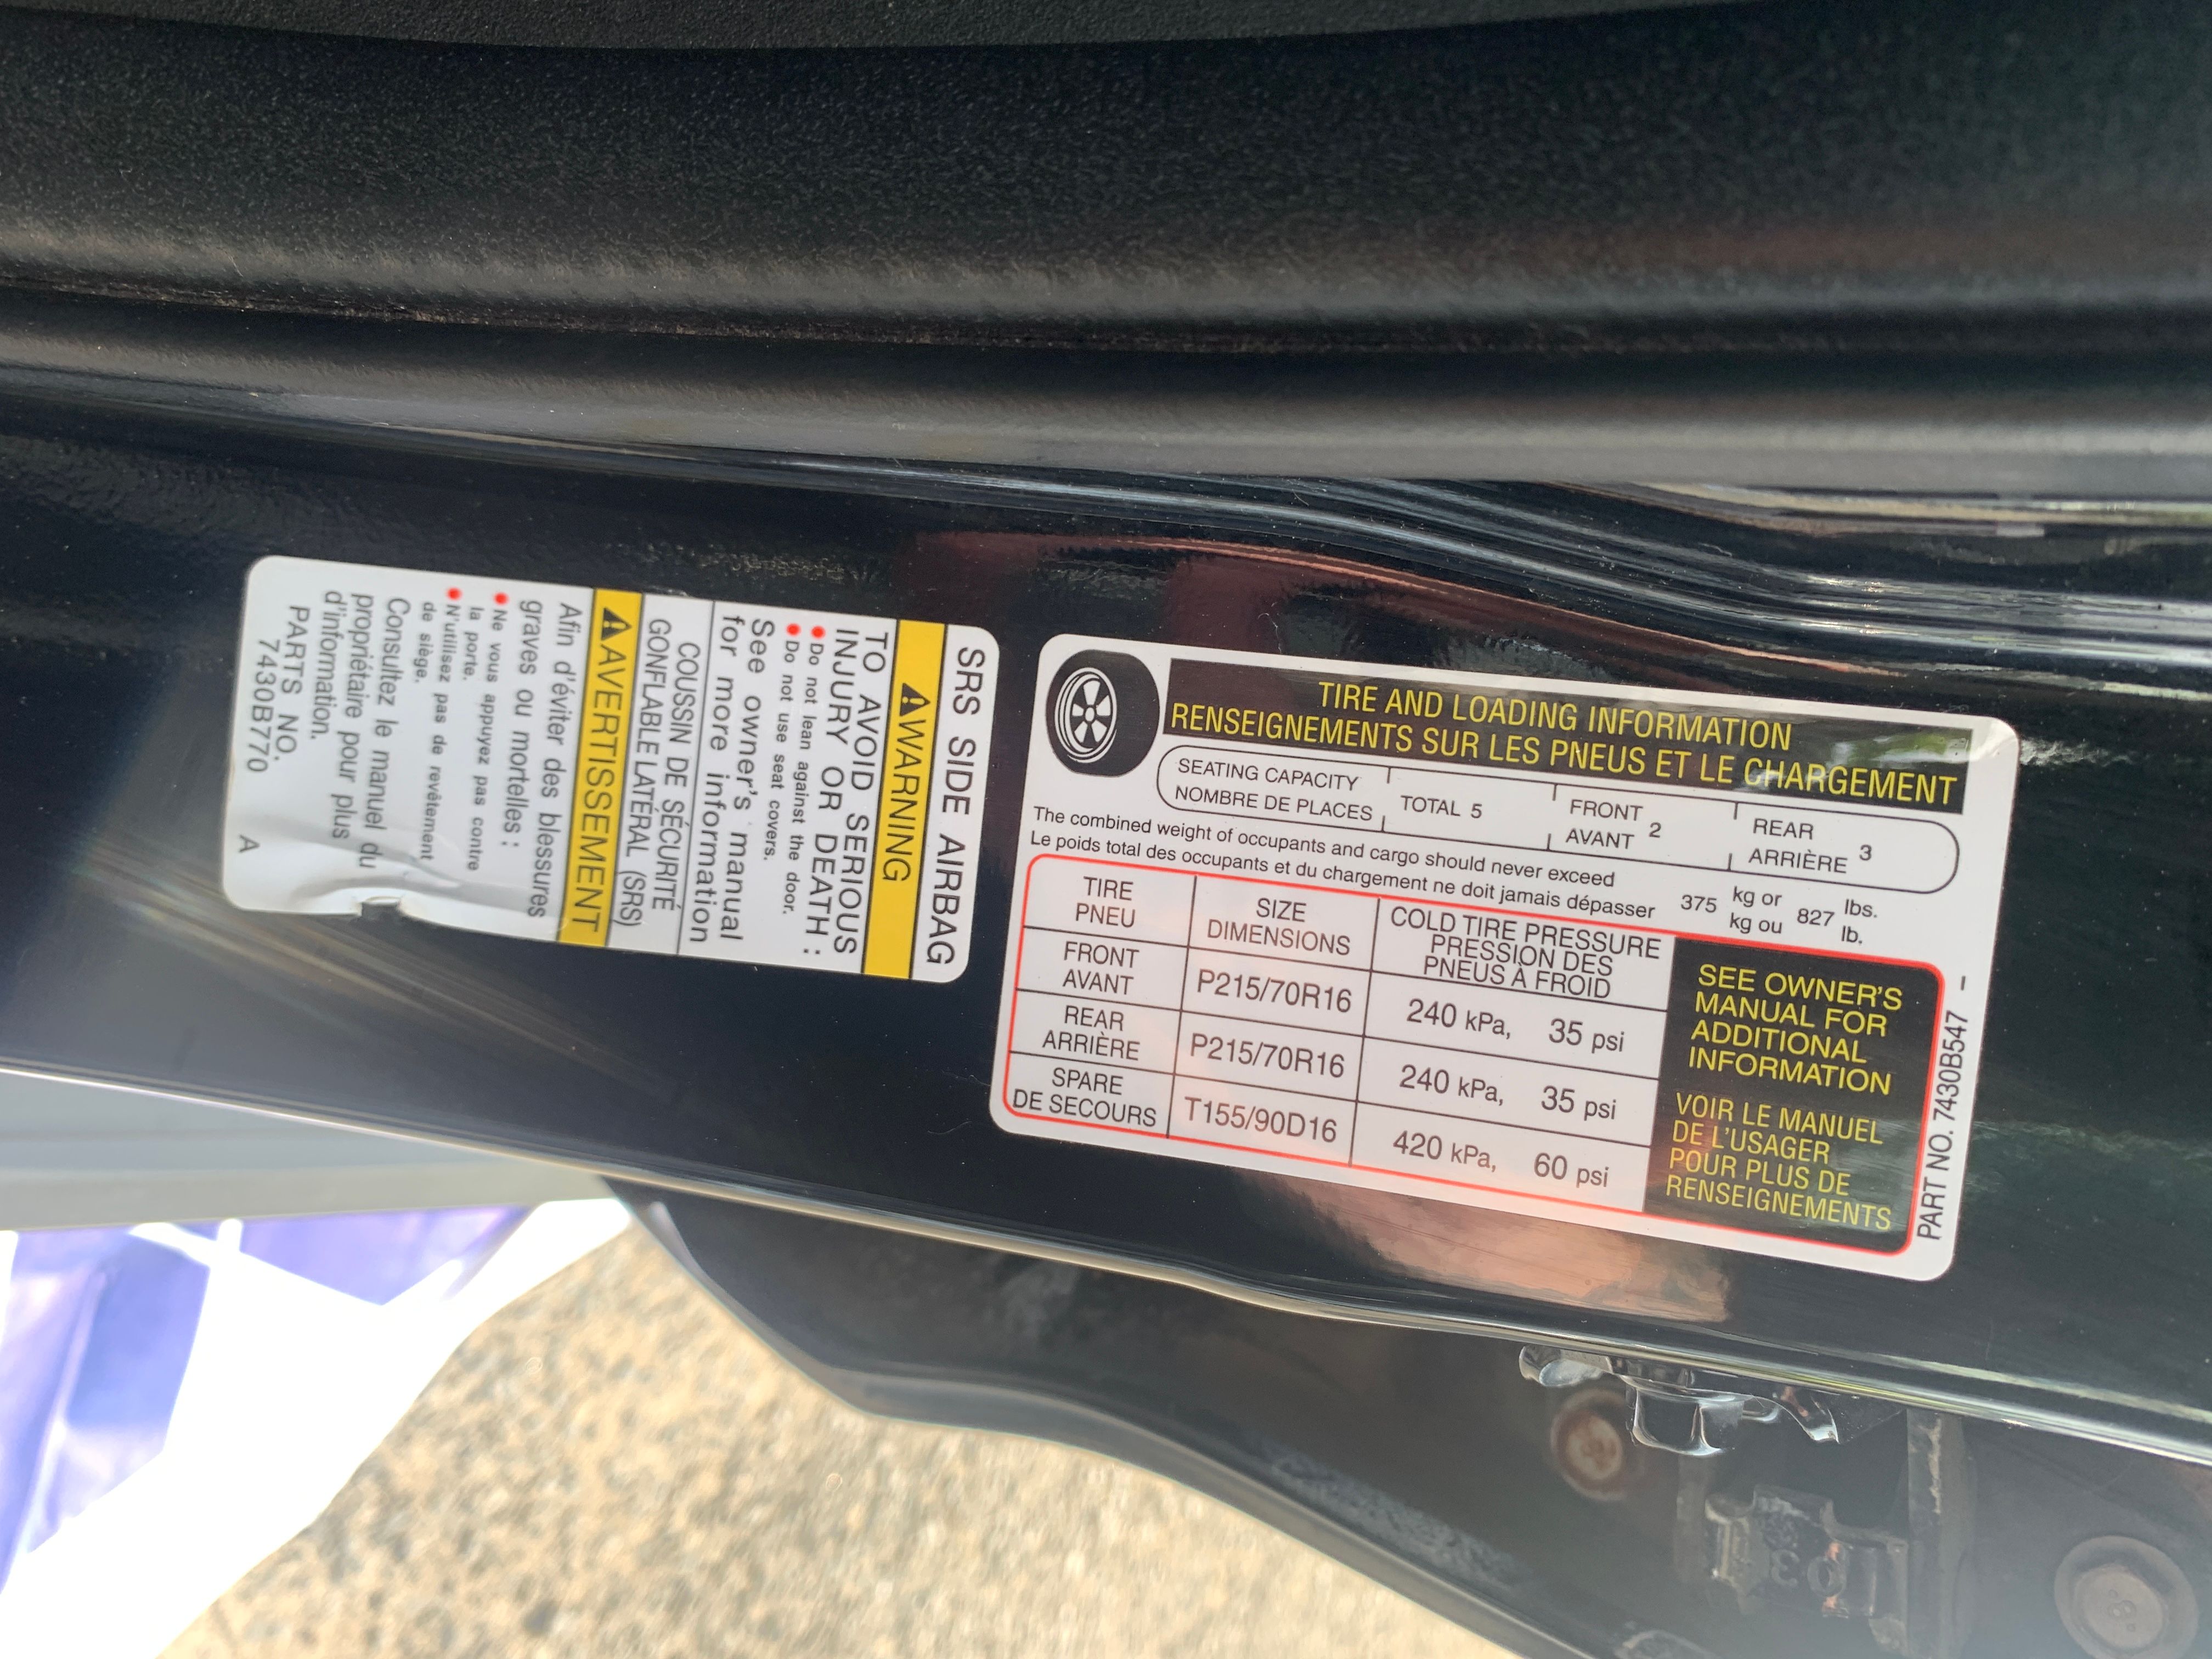 SRS SIDE AIRBAG
WARNING
TO AVOID SERIOUS
INJURY OR DEATH :
● Do not lean against the door.
● Do not use seat covers.
See owner's manual
for more information
COUSSIN DE SÉCURITÉ
GONFLABLE LATÉRAL (SRS)
AVERTISSEMENT
Afin d'éviter des blessures
graves ou mortelles :
● Ne vous appuyez pas contre
la porte.
● N'utilisez pas de revêtement
de siège.
Consultez le manuel du
propriétaire pour plus
d'information.
PARTS NO.
7430B770 A
TIRE AND LOADING INFORMATION
RENSEIGNEMENTS SUR LES PNEUS ET LE CHARGEMENT
SEATING CAPACITY
NOMBRE DE PLACES
TOTAL 5
FRONT
AVANT 2
REAR
ARRIÈRE 3
The combined weight of occupants and cargo should never exceed
Le poids total des occupants et du chargement ne doit jamais dépasser
375 kg or 827 lbs.
kg ou lb.
TIRE
PNEU
SIZE
DIMENSIONS
COLD TIRE PRESSURE
PRESSION DES
PNEUS À FROID
FRONT
AVANT
P215/70R16
240 kPa, 35 psi
REAR
ARRIÈRE
P215/70R16
240 kPa, 35 psi
SPARE
DE SECOURS
T155/90D16
420 kPa, 60 psi
SEE OWNER'S
MANUAL FOR
ADDITIONAL
INFORMATION
VOIR LE MANUEL
DE L'USAGER
POUR PLUS DE
RENSEIGNEMENTS
PART NO. 7430B547 –